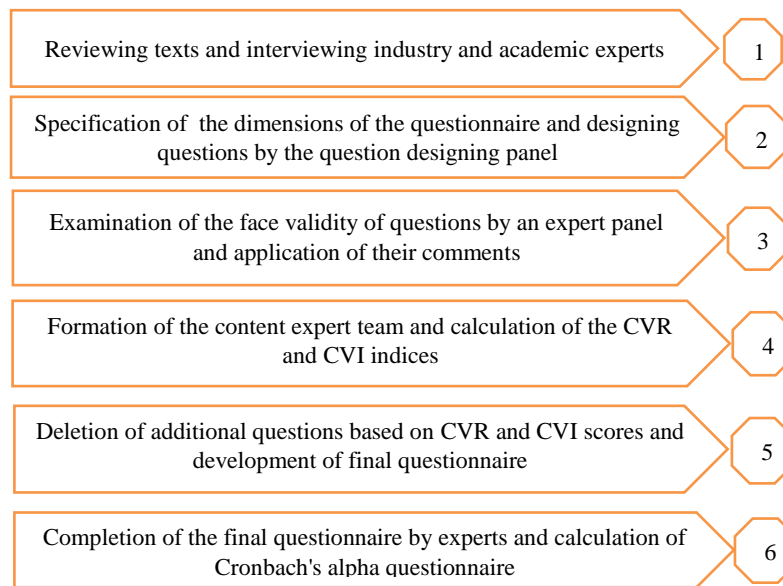 Reviewing texts and interviewing industry and academic experts
1
Specification of the dimensions of the questionnaire and designing
questions by the question designing panel
2
Examination of the face validity of questions by an expert panel
and application of their comments
3
Formation of the content expert team and calculation of the CVR
and CVI indices
4
Deletion of additional questions based on CVR and CVI scores and
development of final questionnaire
5
Completion of the final questionnaire by experts and calculation of
Cronbach's alpha questionnaire
6